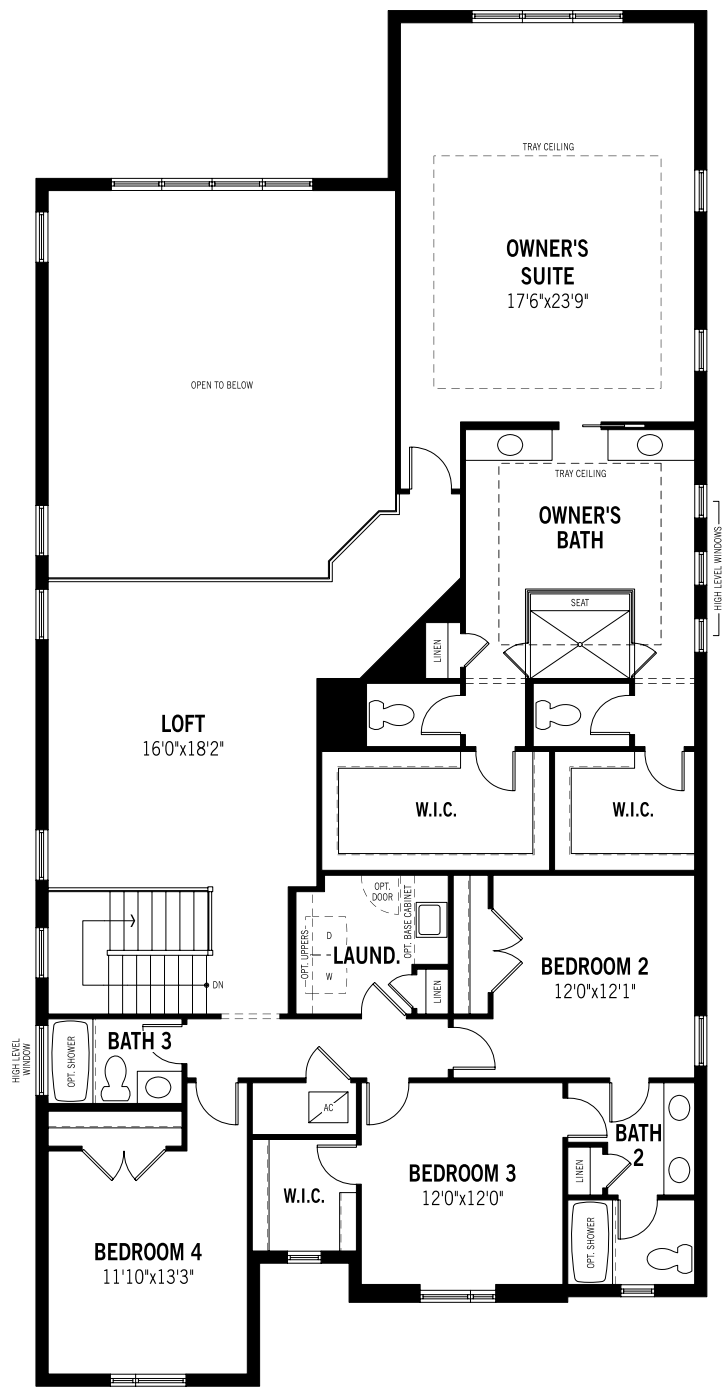 TRAY CEILING
OWNER'S
SUITE
17'6"x23'9"
OPEN TO BELOW
TRAY CEILING
OWNER'S
BATH
HIGH LEVEL WINDOWS
SEAT
LINEN
LOFT
16'0"x18'2"
W.I.C.
W.I.C.
OPT.
DOOR
OPT. BASE CABINET
OPT. UPPERS
D
LAUND.
W
LINEN
BEDROOM 2
12'0"x12'1"
DN
HIGH LEVEL
WINDOW
OPT. SHOWER
BATH 3
AC
BATH
2
LINEN
BEDROOM 3
12'0"x12'0"
W.I.C.
OPT. SHOWER
BEDROOM 4
11'10"x13'3"